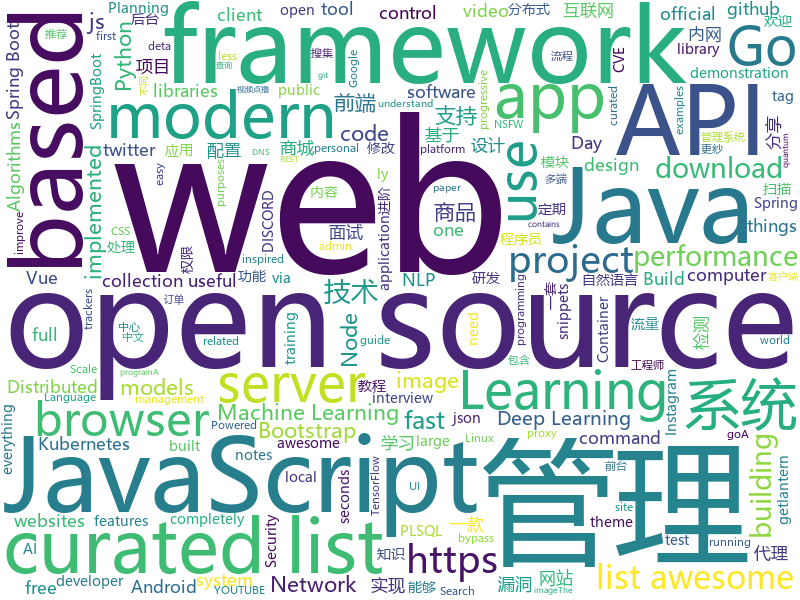 js 后台 client Planning open tool control video 分布式 互联网 official github 欢迎
推荐 first deta Spring Boot SpringBoot Python 项目 libraries Google less 搜集 查询 git framework CVE 内网 library Go
流程 不同 public 视频点播 understand progressive NSFW curated examples demonstration tag
based modern 前端 software 支持 app API 管理系统 更纱 quantum 分享
Algorithms implemented twitter code 基于 设计 Day
应用 配置 商城 personal 修改 platform ly 模块 多端 design download 扫描
DNS REST easy 内容 use 定期 Spring things
improve CSS 处理 purposes web paper 商品 one 程序员 Java
Vue 权限 功能 DISCORD application 进阶 面试 admin contains project performance
collection useful inspired 技术 NLP 研发 Build computer 客户端
full via 订单 trackers training Node open source 一套 snippets programming 自然语言 Container 流量 检测
中心 中文 related guide need interview 工程师 包含 world
Distributed models server image Learning 系统
everything Language programA browser Machine Learning fast Deep Learning Instagram 前台
management Bootstrap 教程 json
Kubernetes built awesome 学习 large Linux command building getlantern
Scale Powered JavaScript 管理 goA
notes local seconds TensorFlow UI proxy
websites features curated list https PLSQL 一款 bypass 知识 theme site test running 代理
completely Security
AI free developer Android system YOUTUBE Network 实现 能够 Search 漏洞 网站 imageThe list awesome